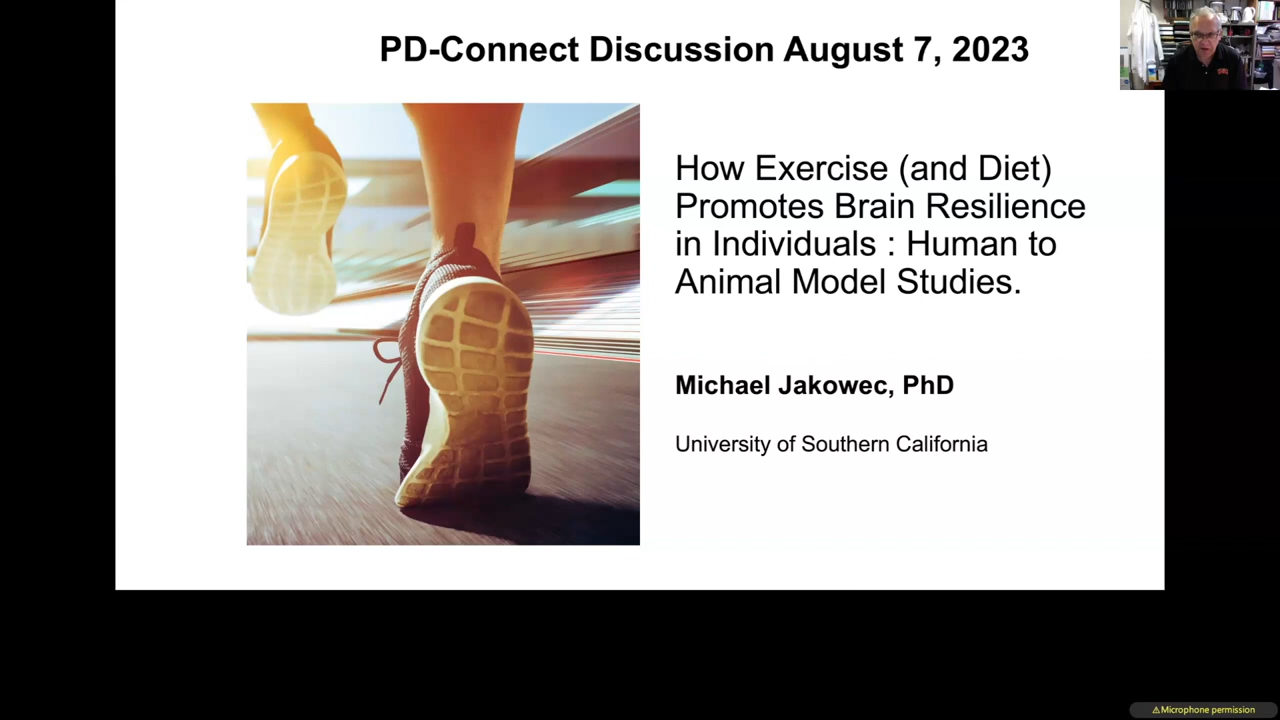 PD-Connect Discussion August 7, 2023
How Exercise (and Diet)
Promotes Brain Resilience
in Individuals : Human to
Animal Model Studies.
Michael Jakowec, PhD
University of Southern California
⚠Microphone permission